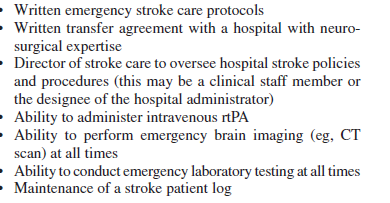 • Written emergency stroke care protocols
• Written transfer agreement with a hospital with neuro-
surgical expertise
• Director of stroke care to oversee hospital stroke policies
and procedures (this may be a clinical staff member or
the designee of the hospital administrator)
• Ability to administer intravenous rtPA
• Ability to perform emergency brain imaging (eg, CT
scan) at all times
• Ability to conduct emergency laboratory testing at all times
• Maintenance of a stroke patient log